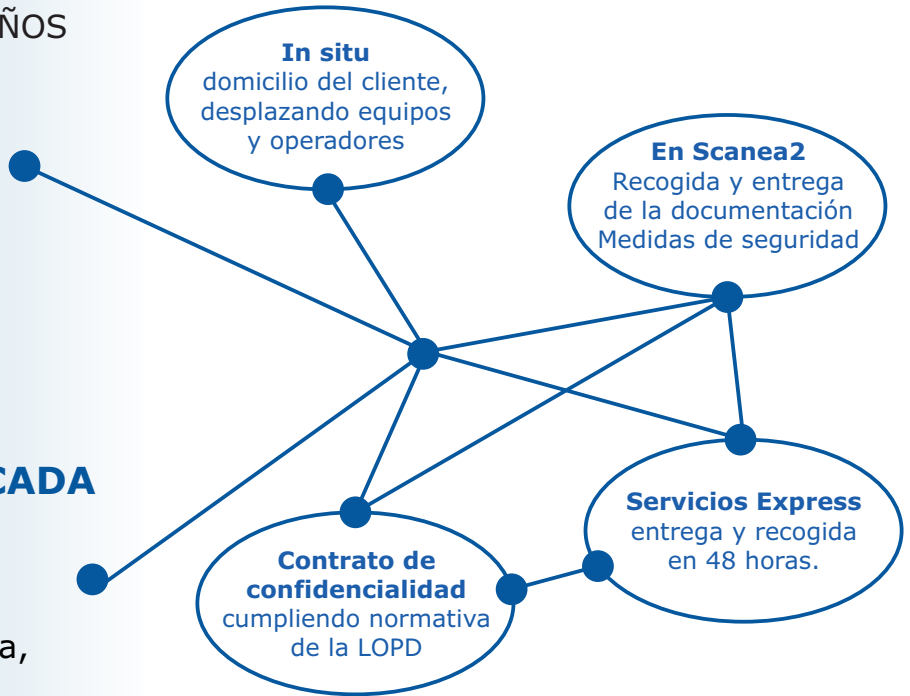 ÑOS
In situ
domicilio del cliente,
desplazando equipos
y operadores
En Scanea2
Recogida y entrega
de la documentación
Medidas de seguridad
CADA
Servicios Express
entrega y recogida
en 48 horas.
Contrato de
confidencialidad
cumpliendo normativa
de la LOPD
a,